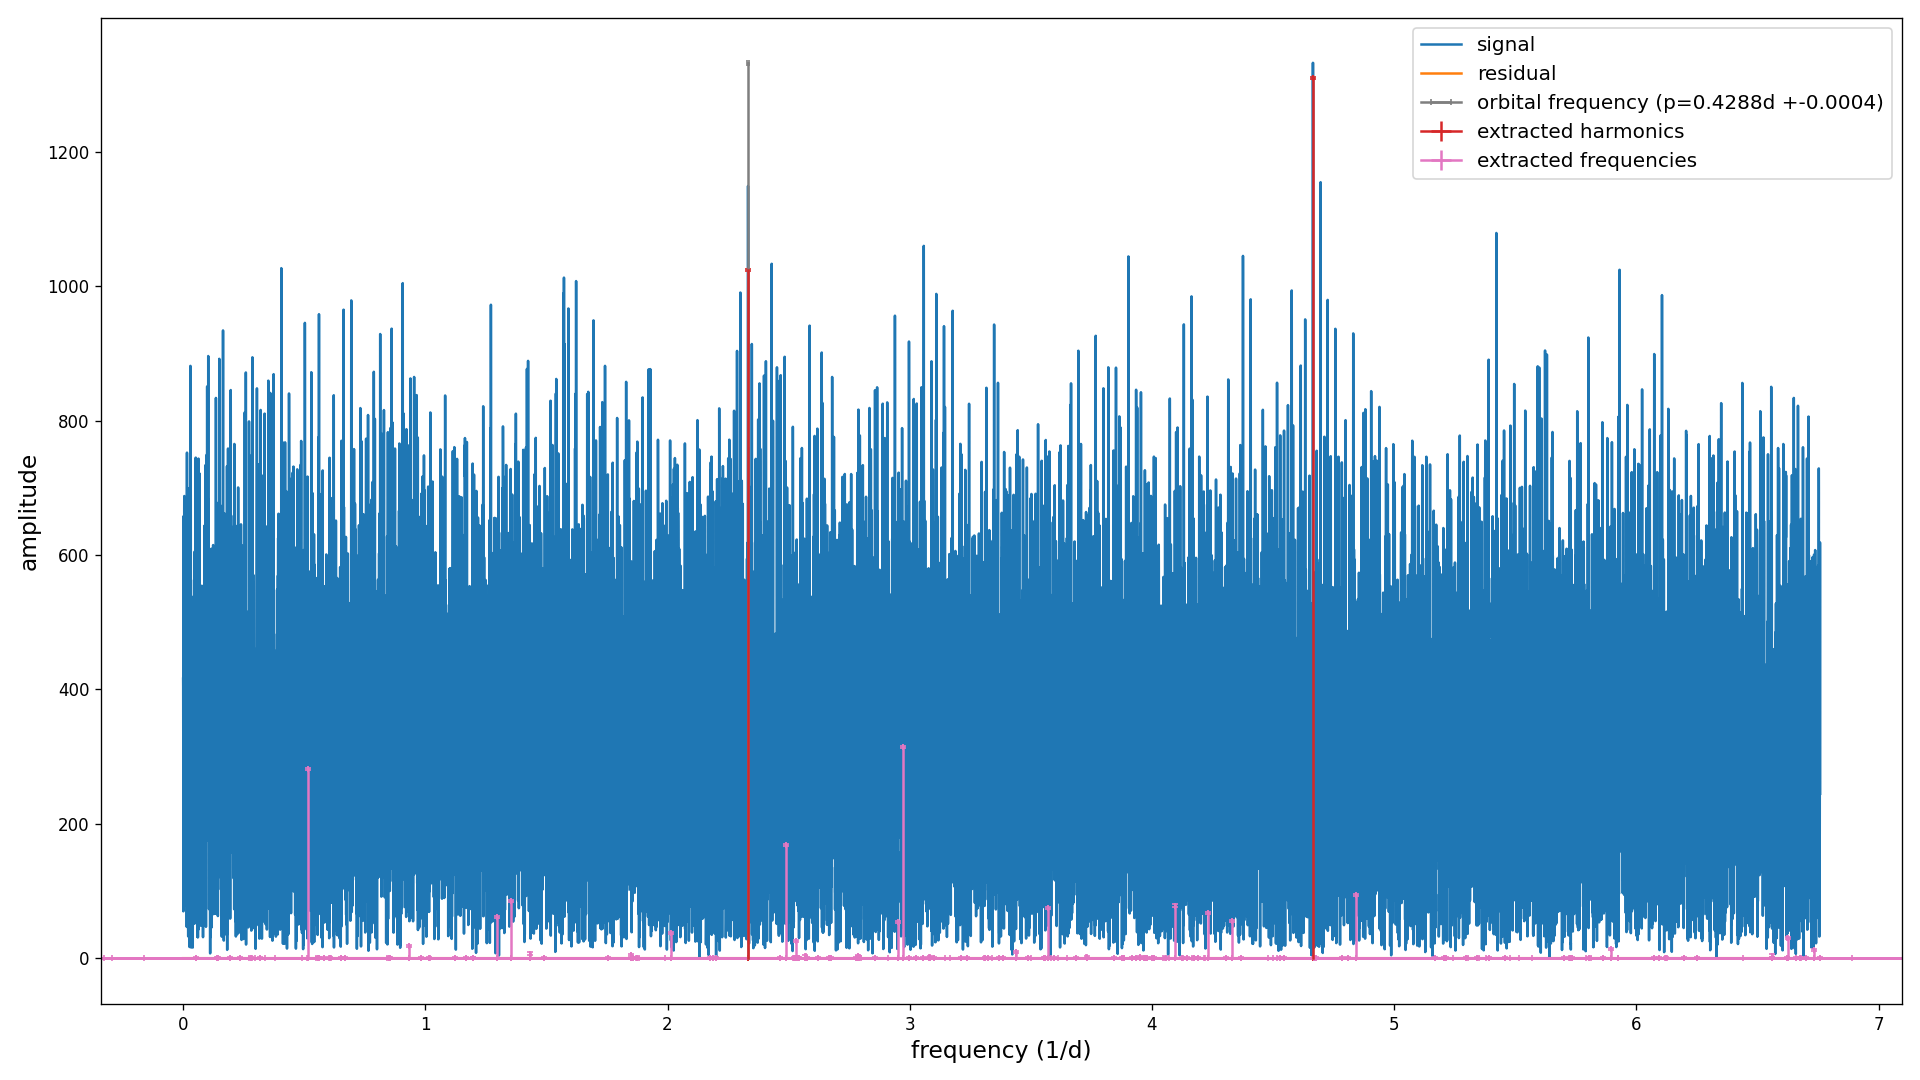 signal
residual
orbital frequency (p=0.4288d +-0.0004)
extracted harmonics
extracted frequencies
1200
1000
800
600
400
200
0
amplitude
0 1 2 3 4 5 6 7
frequency (1/d)